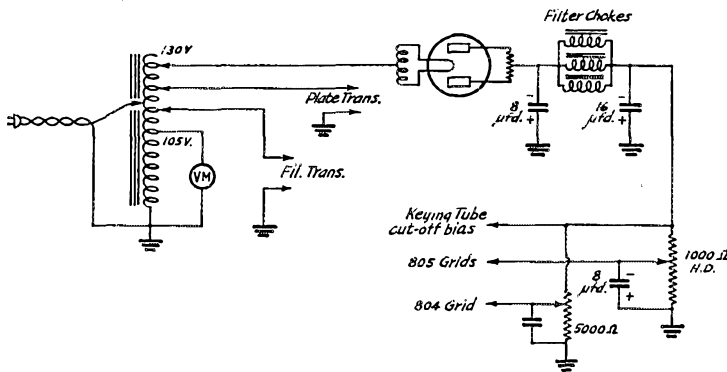 Filter Chokes
130V
Plate Trans.
105V.
VM
Fil. Trans.
8
μfd.
-
+
16
μfd.
-
+
Keying Tube
cut-off bias
805 Grids
8
μfd.
-
+
1000 Ω
H.D.
804 Grid
5000 Ω